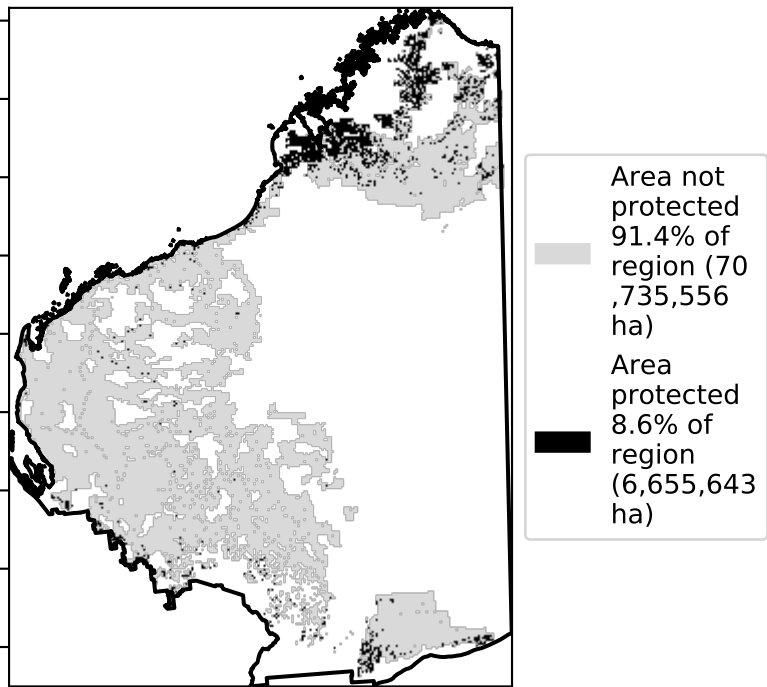 Area not
protected
91.4% of
region (70
,735,556
ha)
Area
protected
8.6% of
region
(6,655,643
ha)